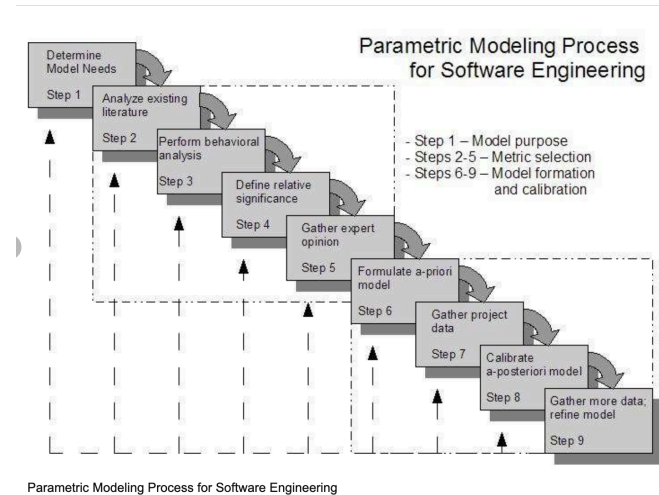 Parametric Modeling Process
for Software Engineering
Determine
Model Needs
Step 1
Analyze existing
literature
Step 2
Perform behavioral
analysis
Step 3
Define relative
significance
Step 4
Gather expert
opinion
Step 5
Formulate a-priori
model
Step 6
Gather project
data
Step 7
Calibrate
a-posteriori model
Step 8
Gather more data;
refine model
Step 9
- Step 1 – Model purpose
- Steps 2-5 – Metric selection
- Steps 6-9 – Model formation
and calibration
Parametric Modeling Process for Software Engineering